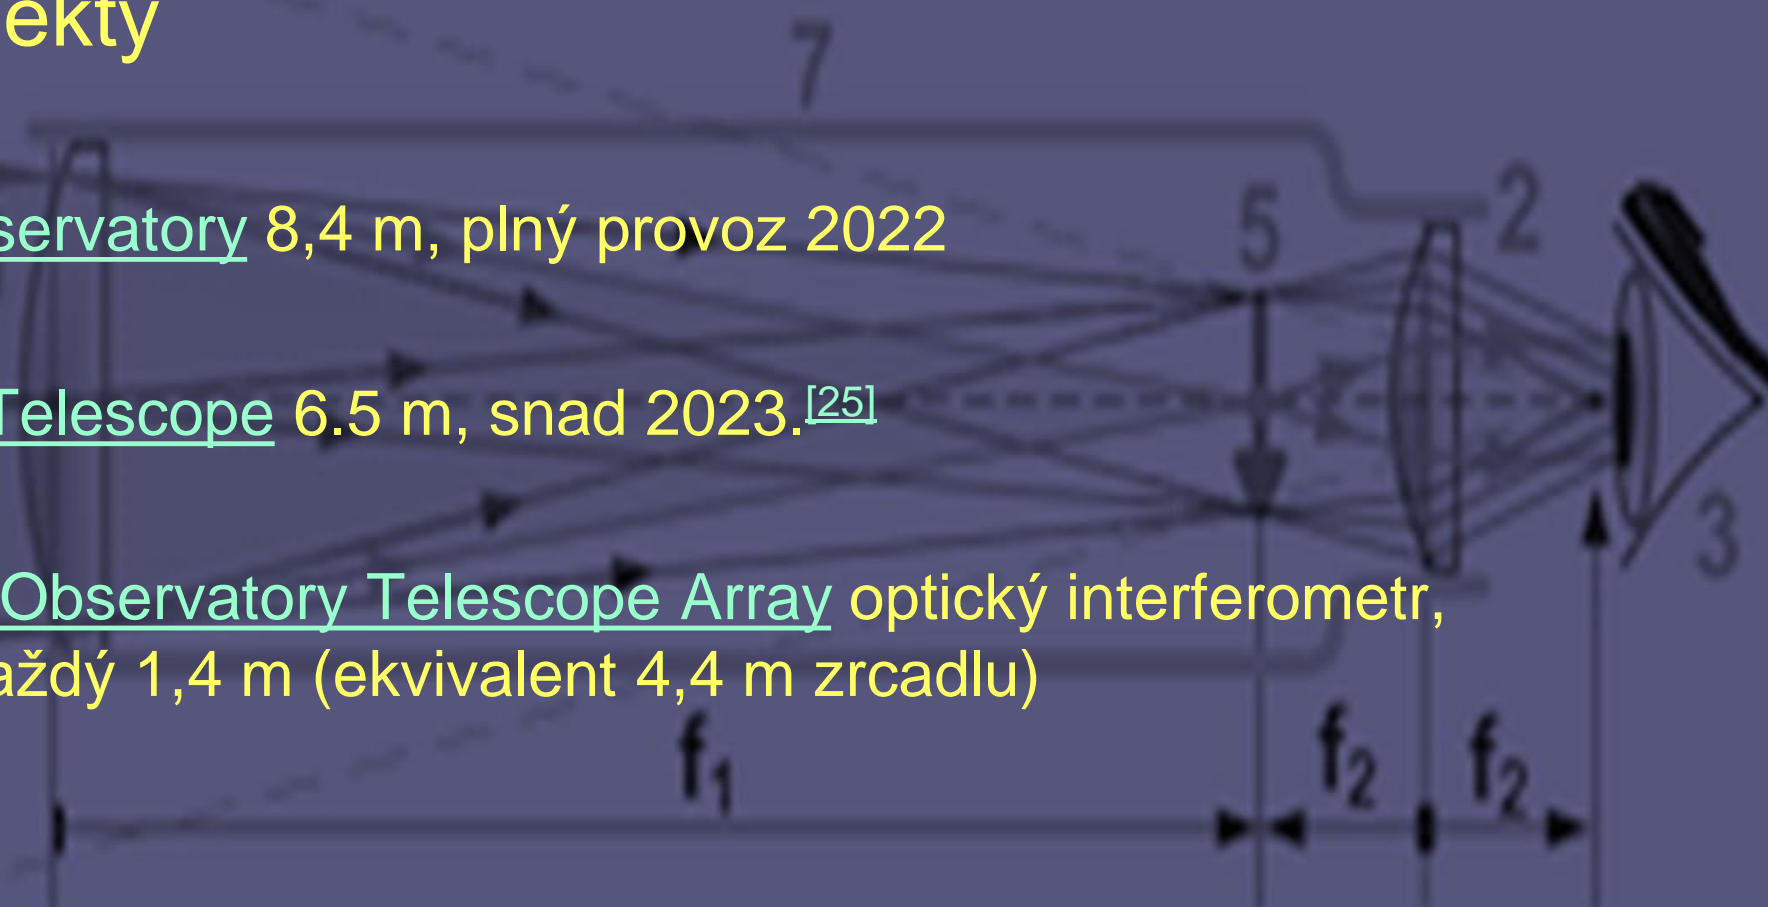 ekty
7
servatory 8,4 m, plný provoz 2022
5
2
Telescope 6.5 m, snad 2023.[25]
3
Observatory Telescope Array optický interferometr,
aždý 1,4 m (ekvivalent 4,4 m zrcadlu)
f1
f2
f2